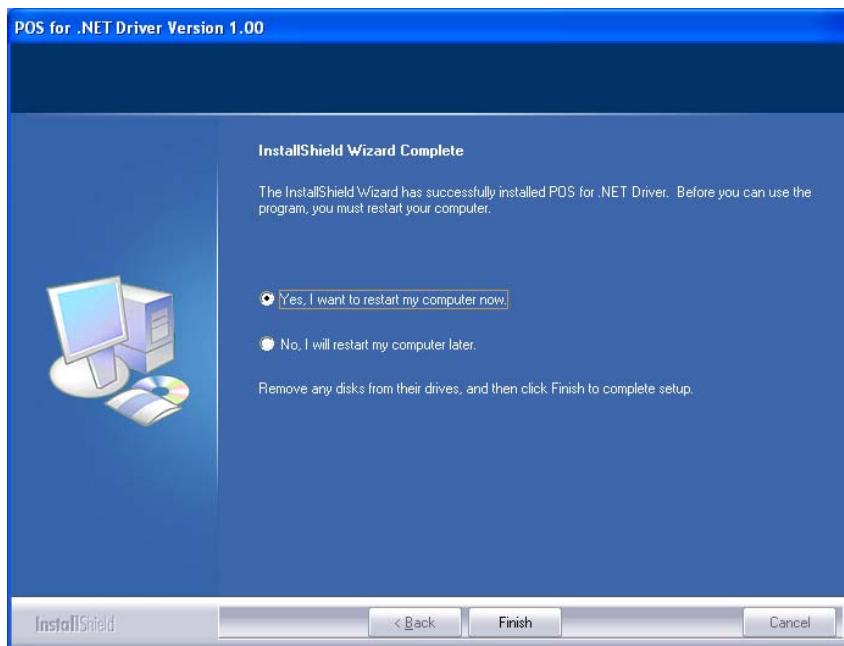 POS for .NET Driver Version 1.00
InstallShield Wizard Complete
The InstallShield Wizard has successfully installed POS for .NET Driver. Before you can use the
program, you must restart your computer.
Yes, I want to restart my computer now.
No, I will restart my computer later.
Remove any disks from their drives, and then click Finish to complete setup.
InstallShield
< Back
Finish
Cancel